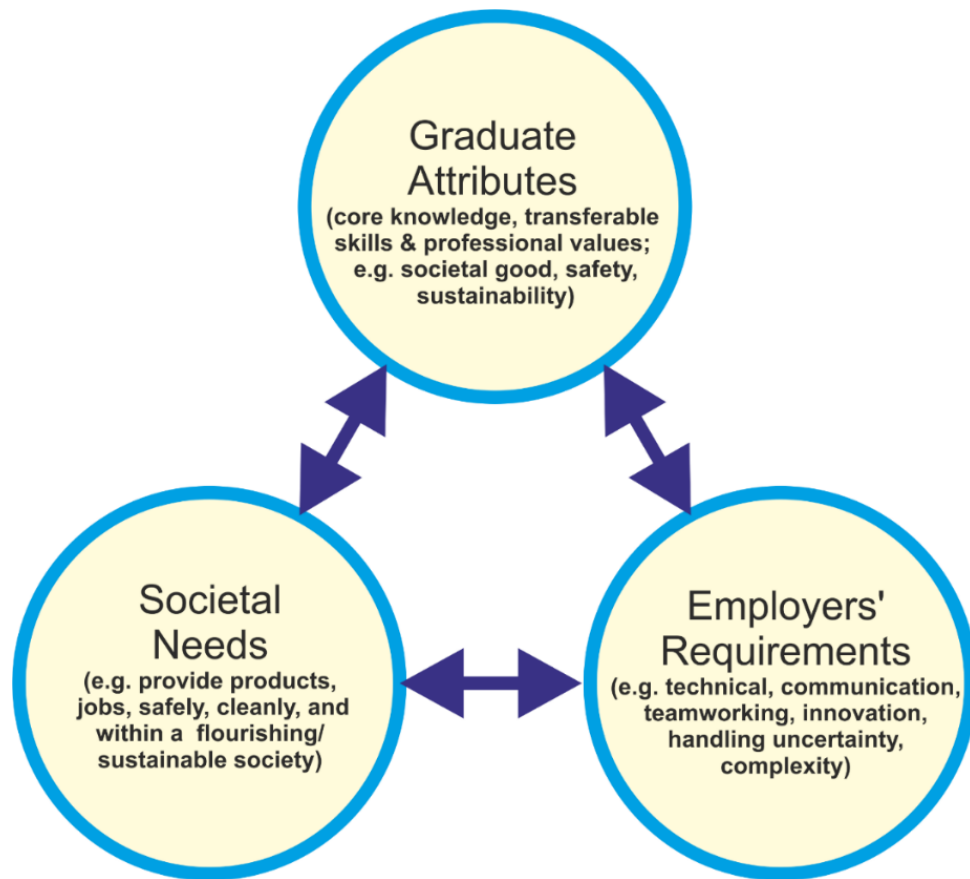 Graduate
Attributes
(core knowledge, transferable
skills & professional values;
e.g. societal good, safety,
sustainability)
Societal
Needs
(e.g. provide products,
jobs, safely, cleanly, and
within a flourishing/
sustainable society)
Employers'
Requirements
(e.g. technical, communication,
teamworking, innovation,
handling uncertainty,
complexity)